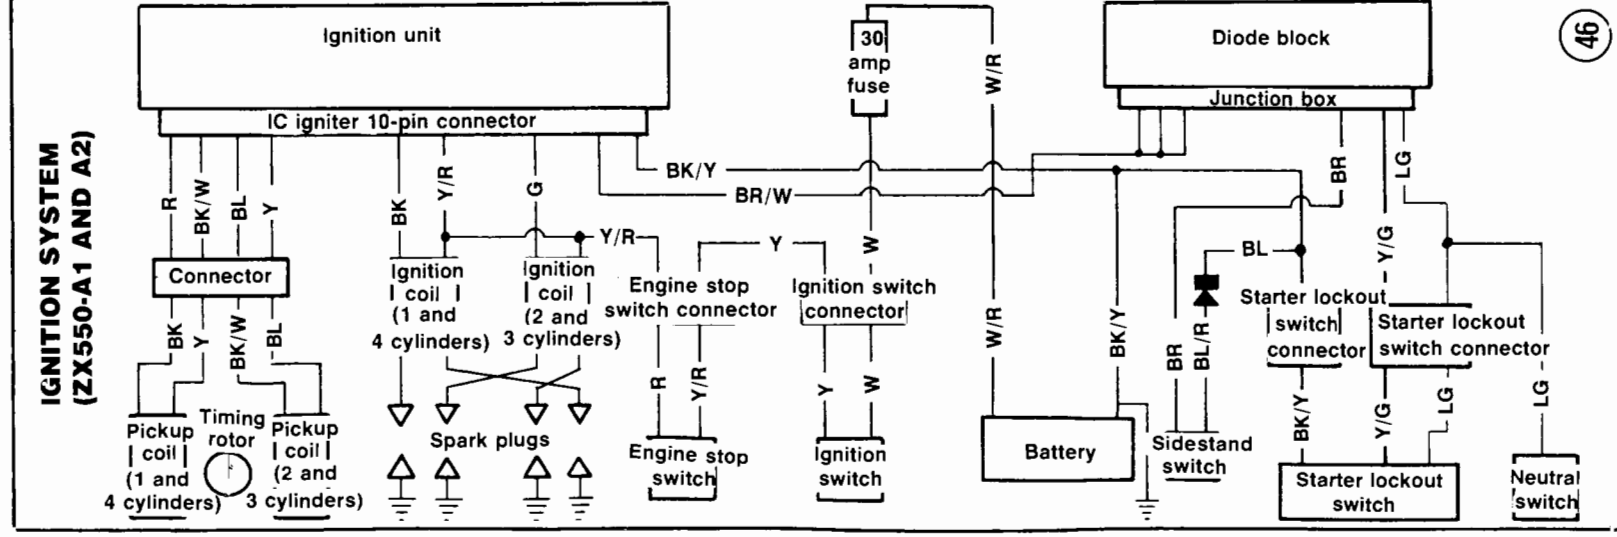 IGNITION SYSTEM
(ZX550-A1 AND A2)
46
Ignition unit
IC igniter 10-pin connector
30
amp
fuse
Diode block
Junction box
R
BK/W
BL
Y
BK
Y/R
G
BK/Y
BR/W
W/R
BR
LG
Connector
Y/R
Y
W
BL
Y/G
BK
Y
BK/W
BL
Ignition
coil
(1 and
4 cylinders)
Ignition
coil
(2 and
3 cylinders)
Engine stop
switch connector
Ignition switch
connector
Starter lockout
switch
connector
Starter lockout
switch connector
R
Y/R
Y
W
W/R
BK/Y
BR
BL/R
BK/Y
Y/G
LG
LG
Pickup
coil
(1 and
4 cylinders)
Timing
rotor
Pickup
coil
(2 and
3 cylinders)
Spark plugs
Engine stop
switch
Ignition
switch
Battery
Sidestand
switch
Starter lockout
switch
Neutral
switch